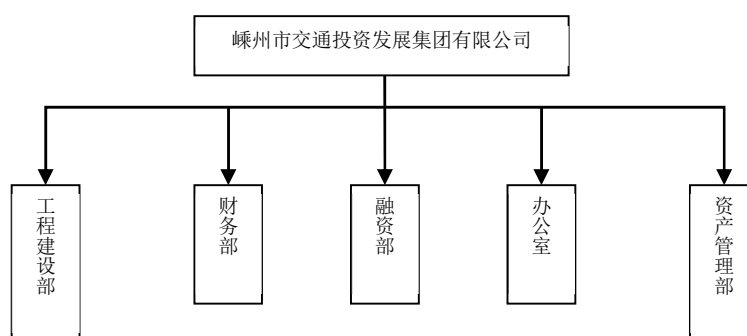 嵊州市交通投资发展集团有限公司
工程建设部
财务部
融资部
办公室
资产管理部